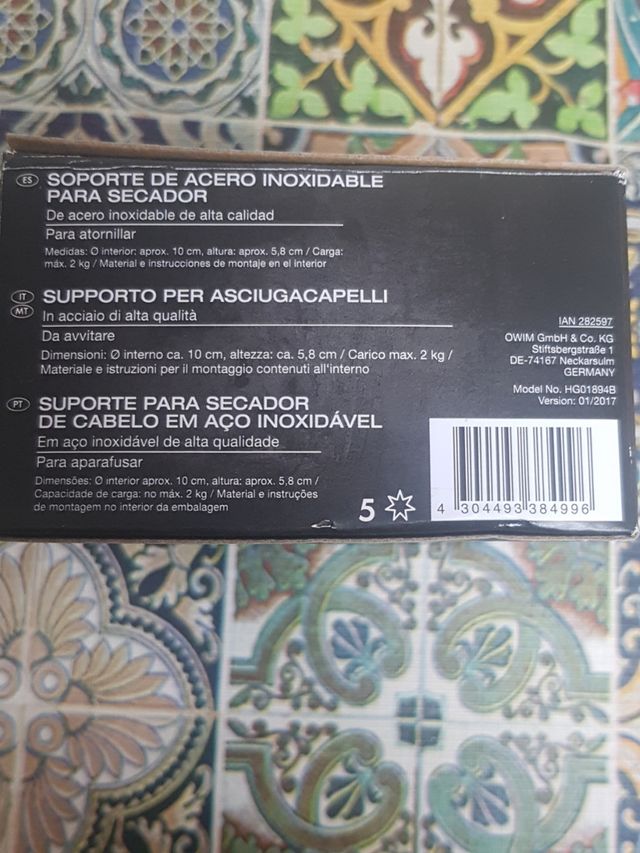 ES SOPORTE DE ACERO INOXIDABLE
PARA SECADOR
De acero inoxidable de alta calidad
Para atornillar
Medidas: Ø interior: aprox. 10 cm, altura: aprox. 5,8 cm / Carga:
máx. 2 kg / Material e instrucciones de montaje en el interior
IT MT SUPPORTO PER ASCIUGACAPELLI
In acciaio di alta qualità
Da avvitare
Dimensioni: Ø interno ca. 10 cm, altezza: ca. 5,8 cm / Carico max. 2 kg /
Materiale e istruzioni per il montaggio contenuti all'interno
PT SUPORTE PARA SECADOR
DE CABELO EM AÇO INOXIDÁVEL
Em aço inoxidável de alta qualidade
Para aparafusar
Dimensões: Ø interior aprox. 10 cm, altura: aprox. 5,8 cm /
Capacidade de carga: no máx. 2 kg / Material e instruções
de montagem no interior da embalagem
IAN 282597
OWIM GmbH & Co. KG
Stiftsbergstraße 1
DE-74167 Neckarsulm
GERMANY
Model No. HG01894B
Version: 01/2017
5
4 304493 384996